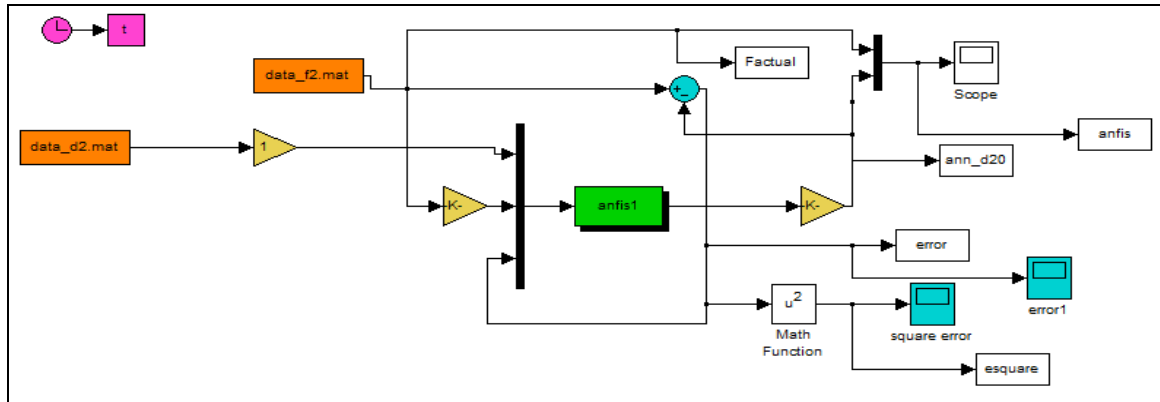 t
data_f2.mat
Factual
+
-
Scope
anfis
data_d2.mat
1
ann_d20
-K-
anfis1
-K-
error
error1
u²
Math
Function
square error
esquare